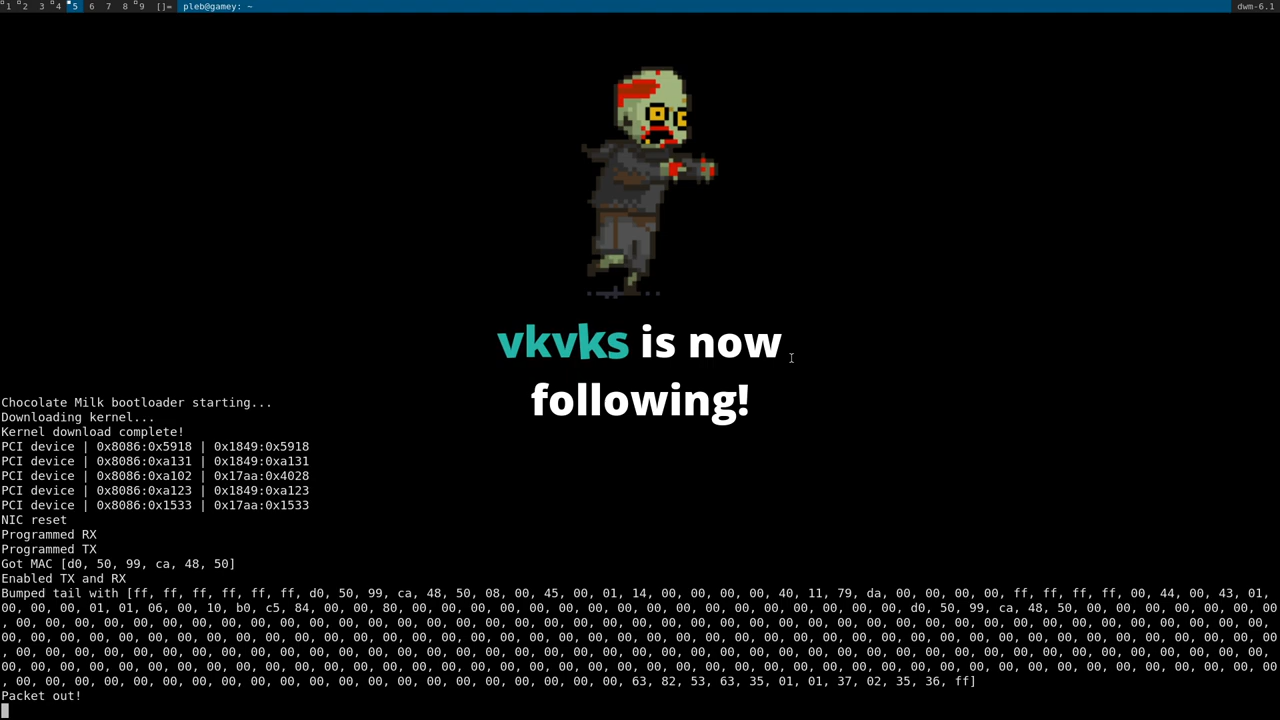 1 2 3 4 5 6 7 8 9 []= pleb@gamey: ~ dwm-6.1
vkvks is now
following!
Chocolate Milk bootloader starting...
Downloading kernel...
Kernel download complete!
PCI device | 0x8086:0x5918 | 0x1849:0x5918
PCI device | 0x8086:0xa131 | 0x1849:0xa131
PCI device | 0x8086:0xa102 | 0x17aa:0x4028
PCI device | 0x8086:0xa123 | 0x1849:0xa123
PCI device | 0x8086:0x1533 | 0x17aa:0x1533
NIC reset
Programmed RX
Programmed TX
Got MAC [d0, 50, 99, ca, 48, 50]
Enabled TX and RX
Bumped tail with [ff, ff, ff, ff, ff, ff, d0, 50, 99, ca, 48, 50, 08, 00, 45, 00, 01, 14, 00, 00, 00, 00, 40, 11, 79, da, 00, 00, 00, 00, ff, ff, ff, ff, 00, 44, 00, 43, 01,
00, 00, 00, 01, 01, 06, 00, 10, b0, c5, 84, 00, 00, 80, 00, 00, 00, 00, 00, 00, 00, 00, 00, 00, 00, 00, 00, 00, 00, 00, 00, d0, 50, 99, ca, 48, 50, 00, 00, 00, 00, 00, 00, 00
, 00, 00, 00, 00, 00, 00, 00, 00, 00, 00, 00, 00, 00, 00, 00, 00, 00, 00, 00, 00, 00, 00, 00, 00, 00, 00, 00, 00, 00, 00, 00, 00, 00, 00, 00, 00, 00, 00, 00, 00, 00, 00, 00,
00, 00, 00, 00, 00, 00, 00, 00, 00, 00, 00, 00, 00, 00, 00, 00, 00, 00, 00, 00, 00, 00, 00, 00, 00, 00, 00, 00, 00, 00, 00, 00, 00, 00, 00, 00, 00, 00, 00, 00, 00, 00, 00, 00
, 00, 00, 00, 00, 00, 00, 00, 00, 00, 00, 00, 00, 00, 00, 00, 00, 00, 00, 00, 00, 00, 00, 00, 00, 00, 00, 00, 00, 00, 00, 00, 00, 00, 00, 00, 00, 00, 00, 00, 00, 00, 00, 00,
00, 00, 00, 00, 00, 00, 00, 00, 00, 00, 00, 00, 00, 00, 00, 00, 00, 00, 00, 00, 00, 00, 00, 00, 00, 00, 00, 00, 00, 00, 00, 00, 00, 00, 00, 00, 00, 00, 00, 00, 00, 00, 00, 00
, 00, 00, 00, 00, 00, 00, 00, 00, 00, 00, 00, 00, 00, 00, 00, 00, 00, 00, 00, 00, 00, 63, 82, 53, 63, 35, 01, 01, 37, 02, 35, 36, ff]
Packet out!